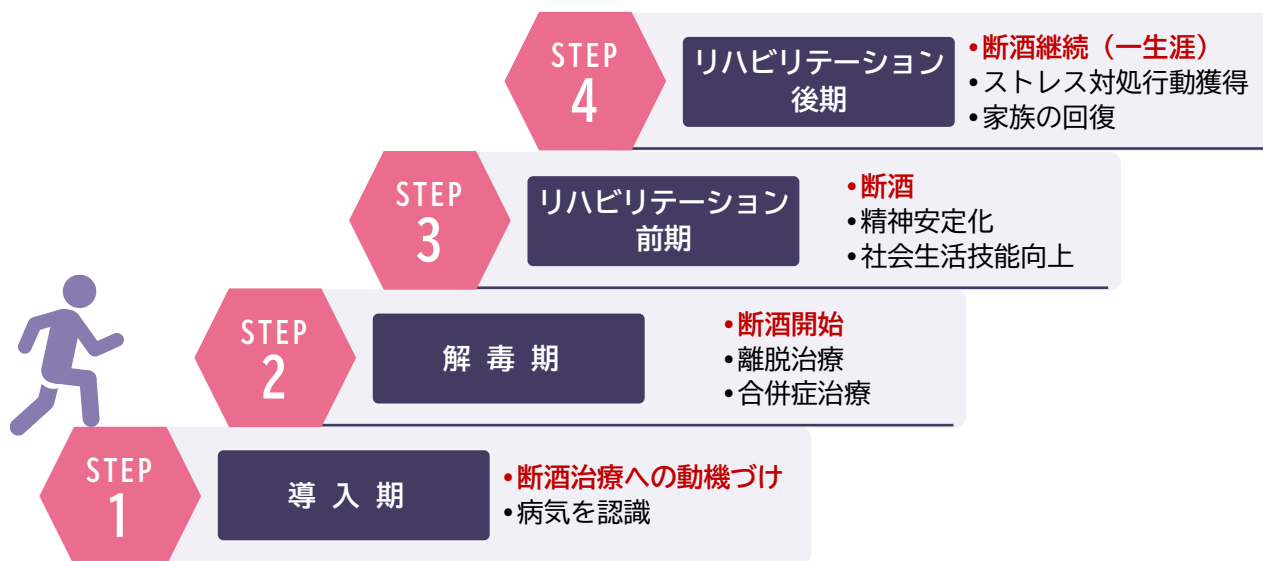 STEP
4
リハビリテーション
後期
•断酒継続（一生涯）
•ストレス対処行動獲得
•家族の回復
STEP
3
リハビリテーション
前期
•断酒
•精神安定化
•社会生活技能向上
STEP
2
解 毒 期
•断酒開始
•離脱治療
•合併症治療
STEP
1
導 入 期
•断酒治療への動機づけ
•病気を認識